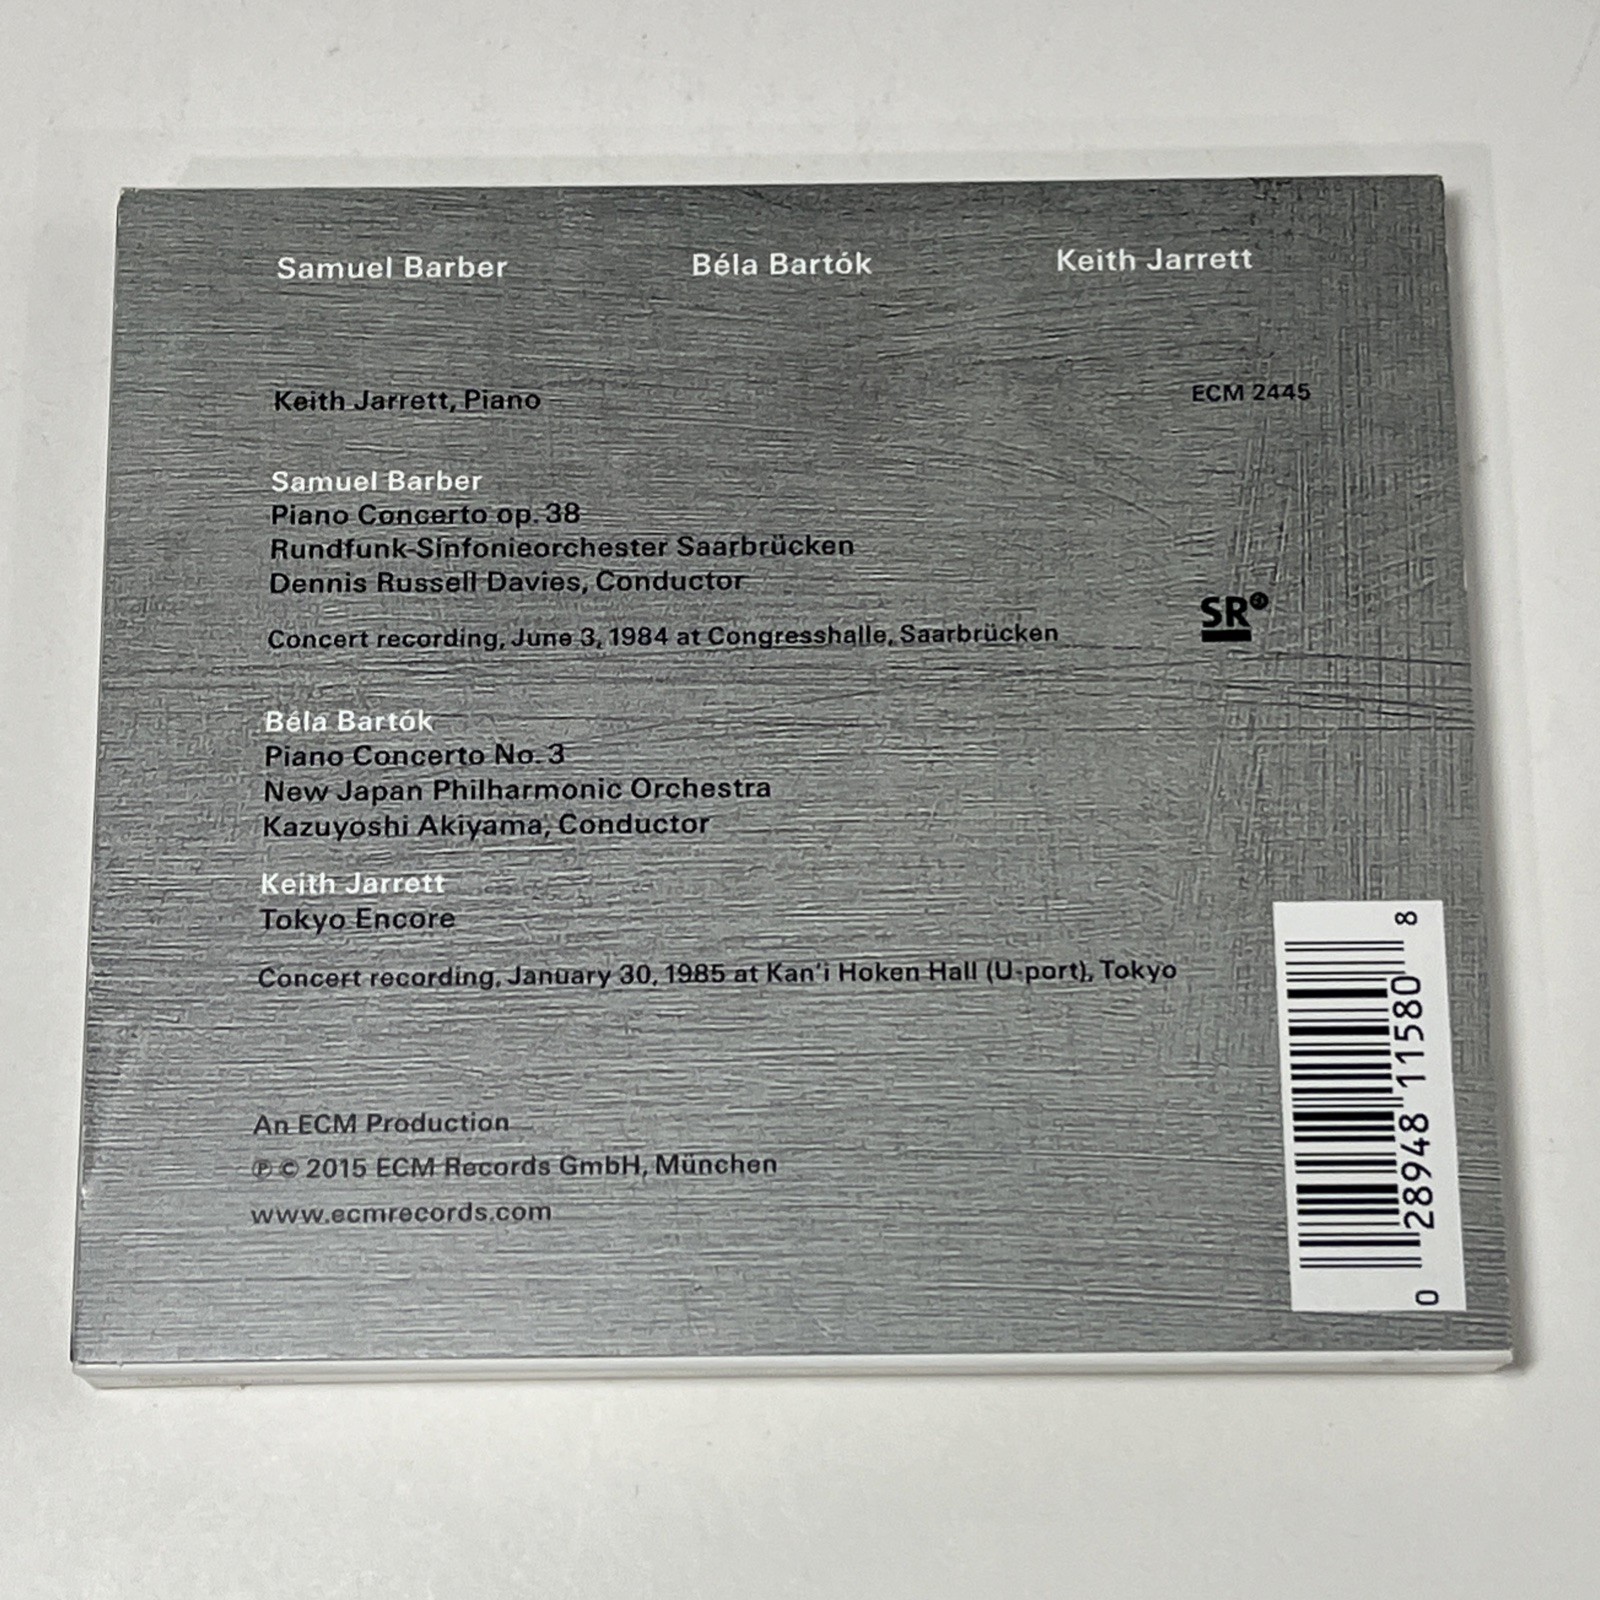 Samuel Barber Béla Bartók Keith Jarrett
Keith Jarrett, Piano
ECM 2445
Samuel Barber
Piano Concerto op. 38
Rundfunk-Sinfonieorchester Saarbrücken
Dennis Russell Davies, Conductor
Concert recording, June 3, 1984 at Congresshalle, Saarbrücken
SR
Béla Bartók
Piano Concerto No. 3
New Japan Philharmonic Orchestra
Kazuyoshi Akiyama, Conductor
Keith Jarrett
Tokyo Encore
Concert recording, January 30, 1985 at Kan'i Hoken Hall (U-port), Tokyo
An ECM Production
℗ © 2015 ECM Records GmbH, München
www.ecmrecords.com
0 28948 11580 8